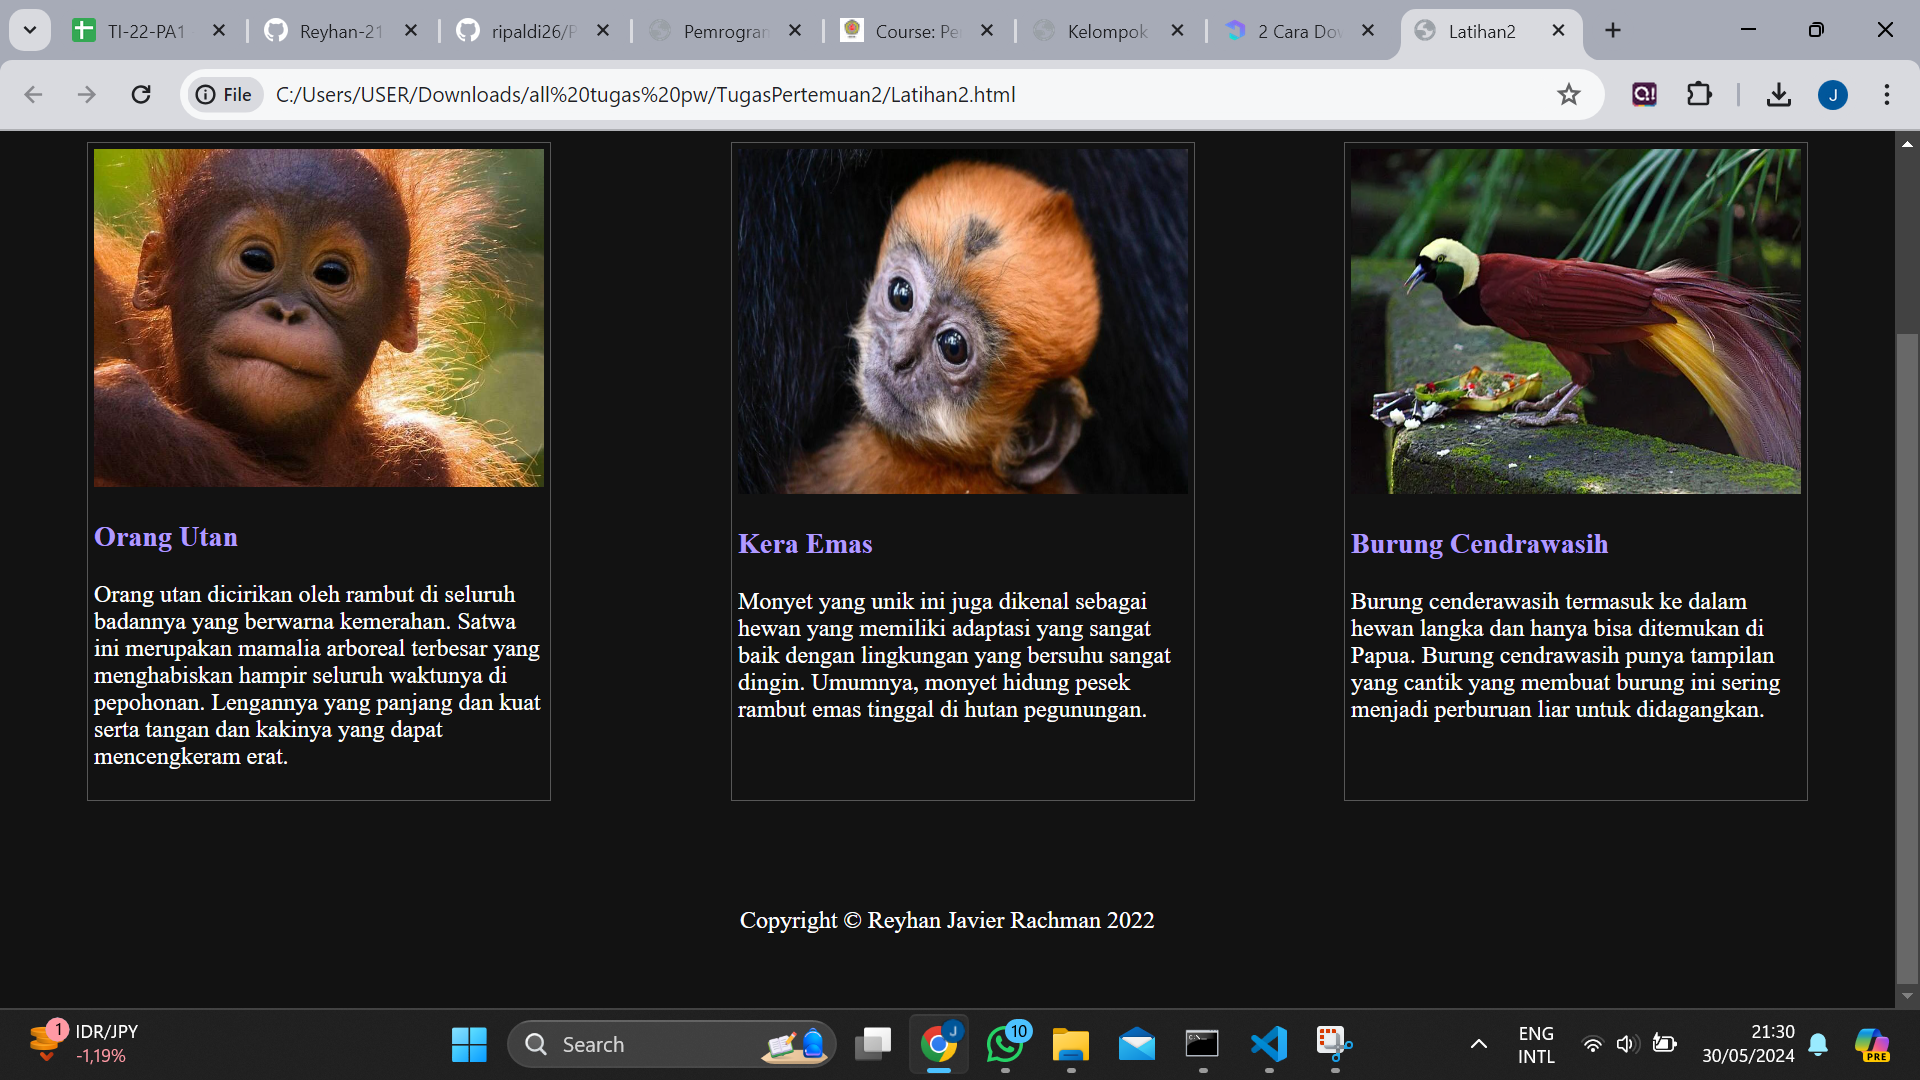 TI-22-PA1
Reyhan-21
ripaldi26/P
Pemrogram
Course: Pe
Kelompok
2 Cara Dov
Latihan2
File
C:/Users/USER/Downloads/all%20tugas%20pw/TugasPertemuan2/Latihan2.html
J
Orang Utan
Orang utan dicirikan oleh rambut di seluruh
badannya yang berwarna kemerahan. Satwa
ini merupakan mamalia arboreal terbesar yang
menghabiskan hampir seluruh waktunya di
pepohonan. Lengannya yang panjang dan kuat
serta tangan dan kakinya yang dapat
mencengkeram erat.
Kera Emas
Monyet yang unik ini juga dikenal sebagai
hewan yang memiliki adaptasi yang sangat
baik dengan lingkungan yang bersuhu sangat
dingin. Umumnya, monyet hidung pesek
rambut emas tinggal di hutan pegunungan.
Burung Cendrawasih
Burung cenderawasih termasuk ke dalam
hewan langka dan hanya bisa ditemukan di
Papua. Burung cendrawasih punya tampilan
yang cantik yang membuat burung ini sering
menjadi perburuan liar untuk didagangkan.
Copyright © Reyhan Javier Rachman 2022
1
IDR/JPY
-1,19%
Search
J
10
ENG
INTL
21:30
30/05/2024
PRE